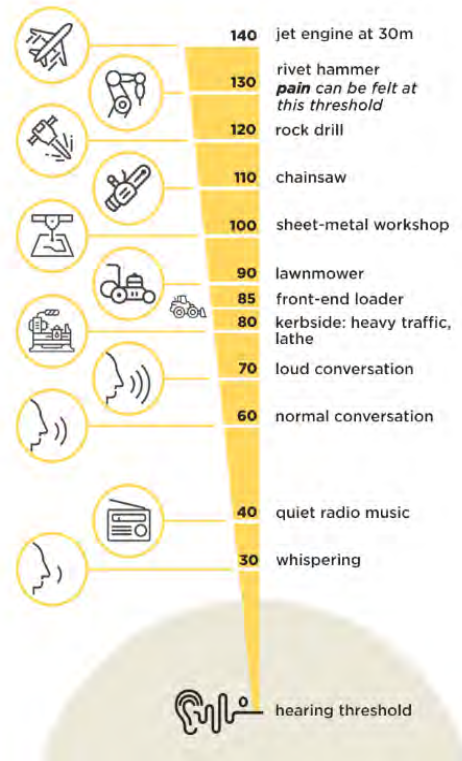 140 jet engine at 30m
rivet hammer
130 pain can be felt at
this threshold
120 rock drill
110 chainsaw
100 sheet-metal workshop
90 lawnmower
85 front-end loader
80 kerbside: heavy traffic,
lathe
70 loud conversation
60 normal conversation
40 quiet radio music
30 whispering
hearing threshold